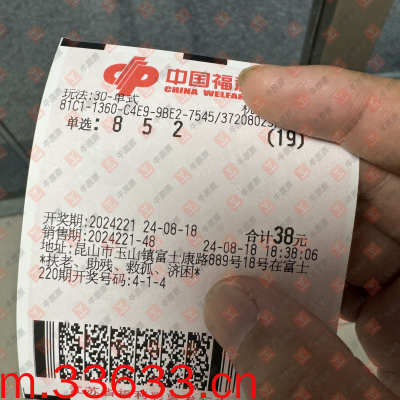 中国福
CHINA WELFA
玩法:3D-单式
81C1-1360-C4E9-9BE2-7545/37208029
单选: 8 5 2 (19)
开奖期:2024221 24-08-18 合计38元
销售期:2024221-48 24-08-18 18:38:06
地址:昆山市玉山镇富士康路889号18号在富士
*扶老、助残、救孤、济困*
220期开奖号码:4-1-4
m.33633.cn